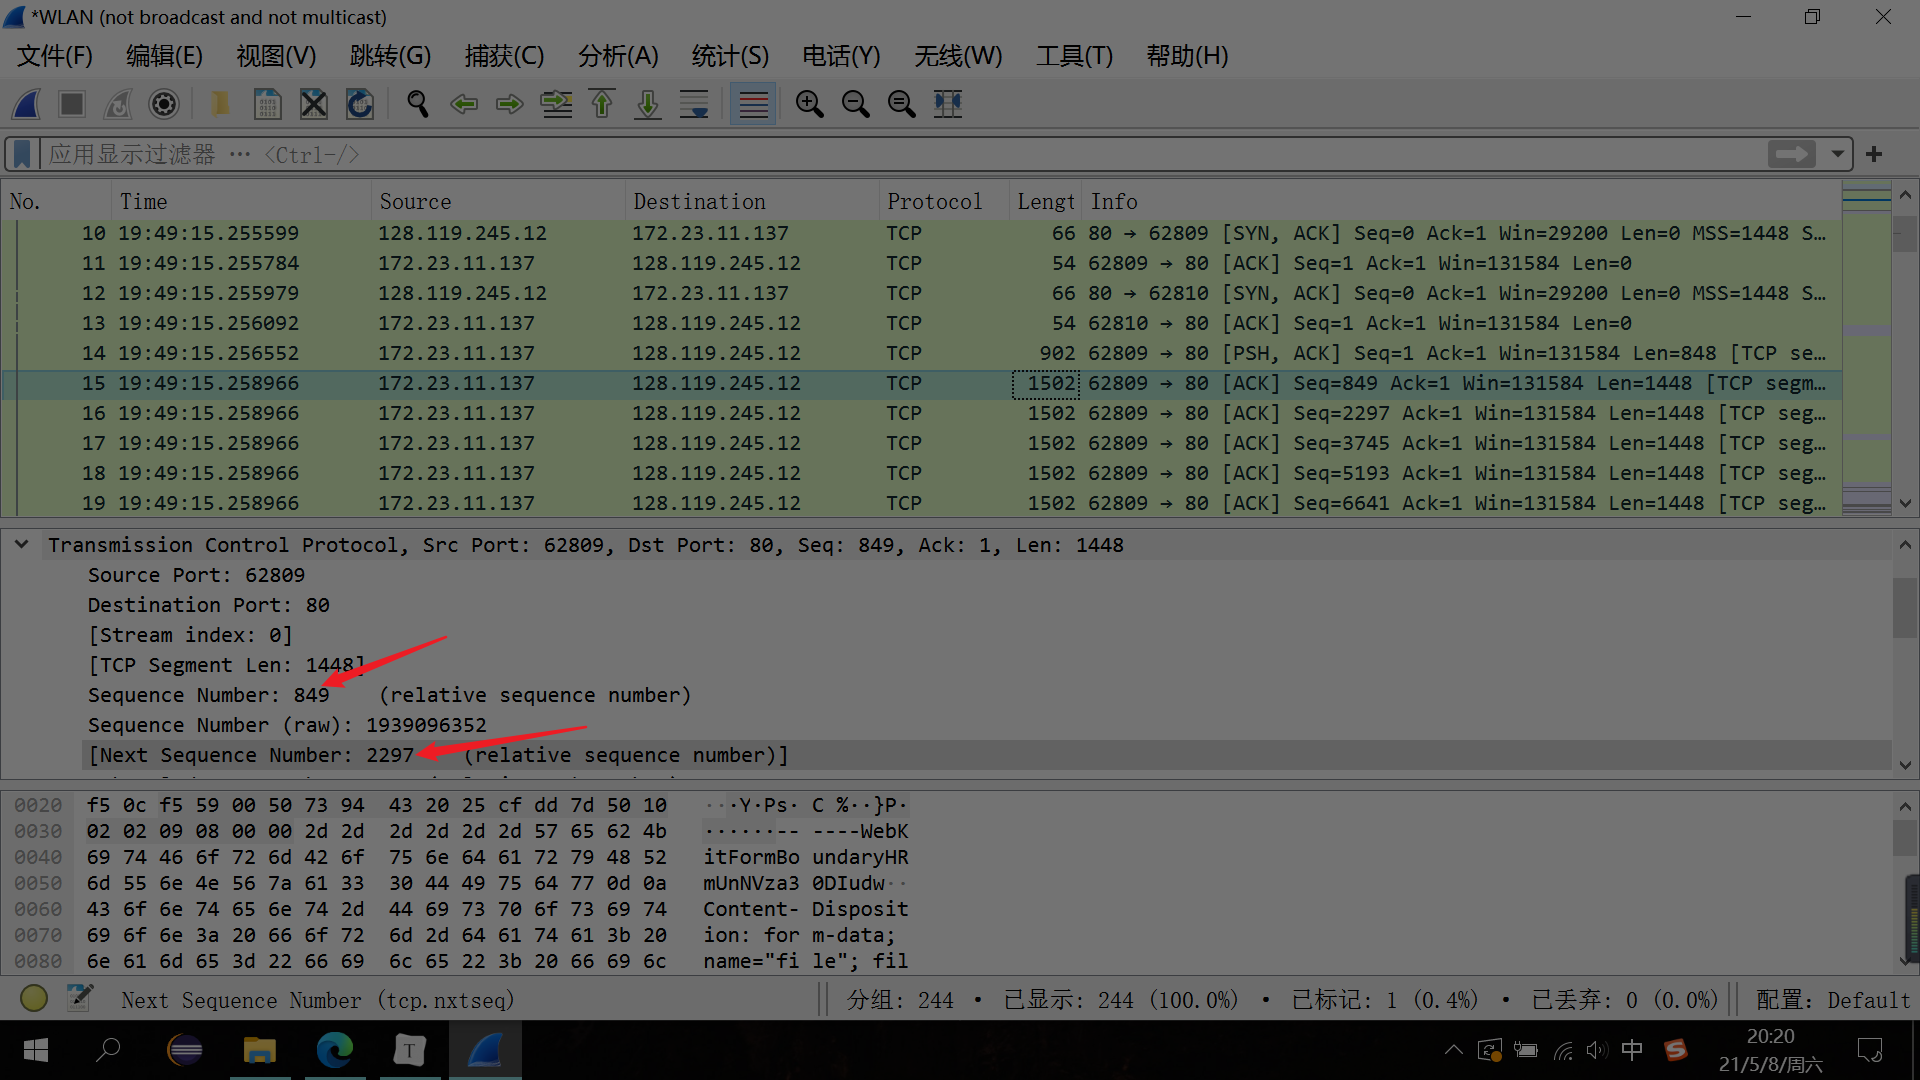 *WLAN (not broadcast and not multicast)
文件(F) 编辑(E) 视图(V) 跳转(G) 捕获(C) 分析(A) 统计(S) 电话(Y) 无线(W) 工具(T) 帮助(H)
应用显示过滤器 … <Ctrl-/>
No. Time Source Destination Protocol Lengt Info
10 19:49:15.255599 128.119.245.12 172.23.11.137 TCP 66 80 → 62809 [SYN, ACK] Seq=0 Ack=1 Win=29200 Len=0 MSS=1448 S…
11 19:49:15.255784 172.23.11.137 128.119.245.12 TCP 54 62809 → 80 [ACK] Seq=1 Ack=1 Win=131584 Len=0
12 19:49:15.255979 128.119.245.12 172.23.11.137 TCP 66 80 → 62810 [SYN, ACK] Seq=0 Ack=1 Win=29200 Len=0 MSS=1448 S…
13 19:49:15.256092 172.23.11.137 128.119.245.12 TCP 54 62810 → 80 [ACK] Seq=1 Ack=1 Win=131584 Len=0
14 19:49:15.256552 172.23.11.137 128.119.245.12 TCP 902 62809 → 80 [PSH, ACK] Seq=1 Ack=1 Win=131584 Len=848 [TCP se…
15 19:49:15.258966 172.23.11.137 128.119.245.12 TCP 1502 62809 → 80 [ACK] Seq=849 Ack=1 Win=131584 Len=1448 [TCP segm…
16 19:49:15.258966 172.23.11.137 128.119.245.12 TCP 1502 62809 → 80 [ACK] Seq=2297 Ack=1 Win=131584 Len=1448 [TCP seg…
17 19:49:15.258966 172.23.11.137 128.119.245.12 TCP 1502 62809 → 80 [ACK] Seq=3745 Ack=1 Win=131584 Len=1448 [TCP seg…
18 19:49:15.258966 172.23.11.137 128.119.245.12 TCP 1502 62809 → 80 [ACK] Seq=5193 Ack=1 Win=131584 Len=1448 [TCP seg…
19 19:49:15.258966 172.23.11.137 128.119.245.12 TCP 1502 62809 → 80 [ACK] Seq=6641 Ack=1 Win=131584 Len=1448 [TCP seg…
Transmission Control Protocol, Src Port: 62809, Dst Port: 80, Seq: 849, Ack: 1, Len: 1448
Source Port: 62809
Destination Port: 80
[Stream index: 0]
[TCP Segment Len: 1448]
Sequence Number: 849 (relative sequence number)
Sequence Number (raw): 1939096352
[Next Sequence Number: 2297 (relative sequence number)]
0020 f5 0c f5 59 00 50 73 94 43 20 25 cf dd 7d 50 10 ···Y·Ps· C %··}P·
0030 02 02 09 08 00 00 2d 2d 2d 2d 2d 2d 57 65 62 4b ······-- ----WebK
0040 69 74 46 6f 72 6d 42 6f 75 6e 64 61 72 79 48 52 itFormBo undaryHR
0050 6d 55 6e 4e 56 7a 61 33 30 44 49 75 64 77 0d 0a mUnNVza3 0DIudw··
0060 43 6f 6e 74 65 6e 74 2d 44 69 73 70 6f 73 69 74 Content- Disposit
0070 69 6f 6e 3a 20 66 6f 72 6d 2d 64 61 74 61 3b 20 ion: for m-data;
0080 6e 61 6d 65 3d 22 66 69 6c 65 22 3b 20 66 69 6c name="fi le"; fil
Next Sequence Number (tcp.nxtseq) 分组: 244 · 已显示: 244 (100.0%) · 已标记: 1 (0.4%) · 已丢弃: 0 (0.0%) 配置: Default
T 中 S 20:20
21/5/8/周六